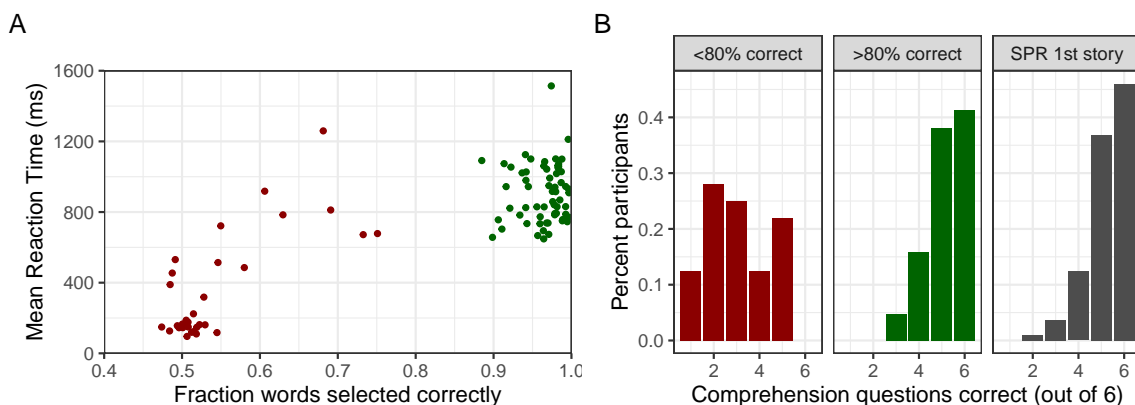 A
Mean Reaction Time (ms)
1600
1200
800
400
0
0.4 0.5 0.6 0.7 0.8 0.9 1.0
Fraction words selected correctly
B
<80% correct >80% correct SPR 1st story
Percent participants
0.4
0.3
0.2
0.1
0.0
2 4 6 2 4 6 2 4 6
Comprehension questions correct (out of 6)